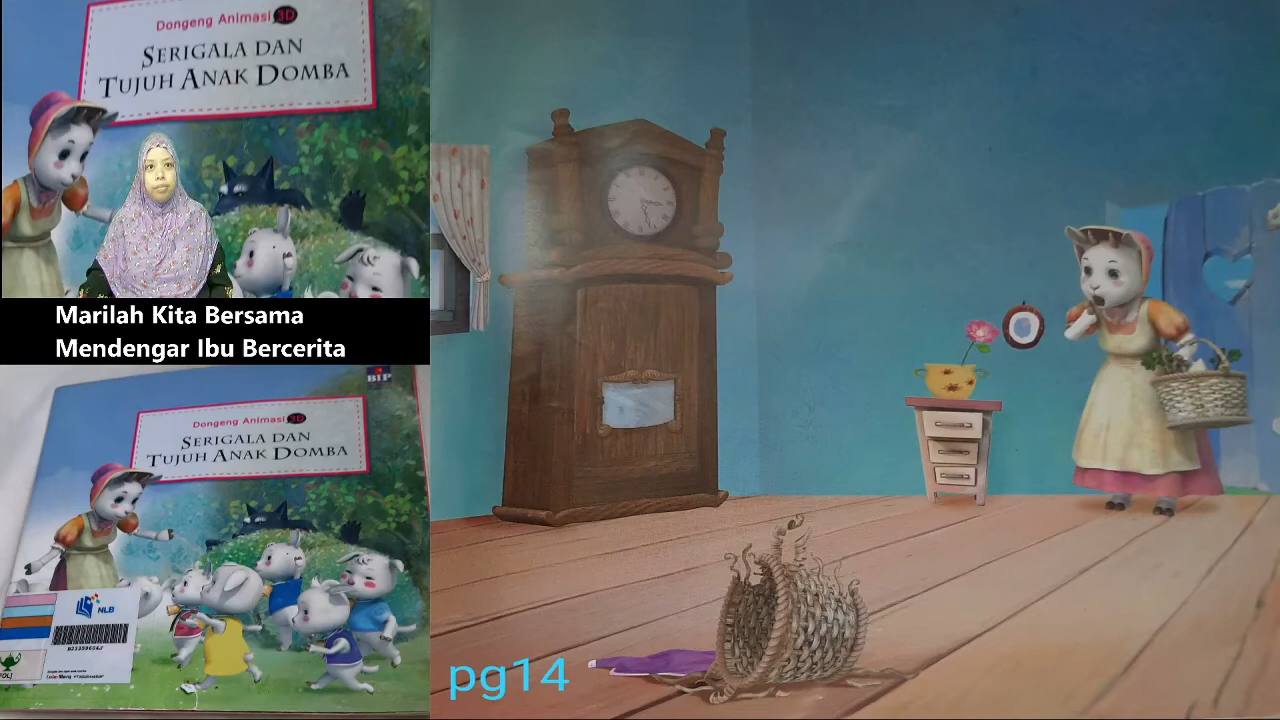 Dongeng Animasi 3D
SERIGALA DAN
TUJUH ANAK DOMBA
Marilah Kita Bersama
Mendengar Ibu Bercerita
BIP
Dongeng Animasi 3D
SERIGALA DAN
TUJUH ANAK DOMBA
NLB
pg14